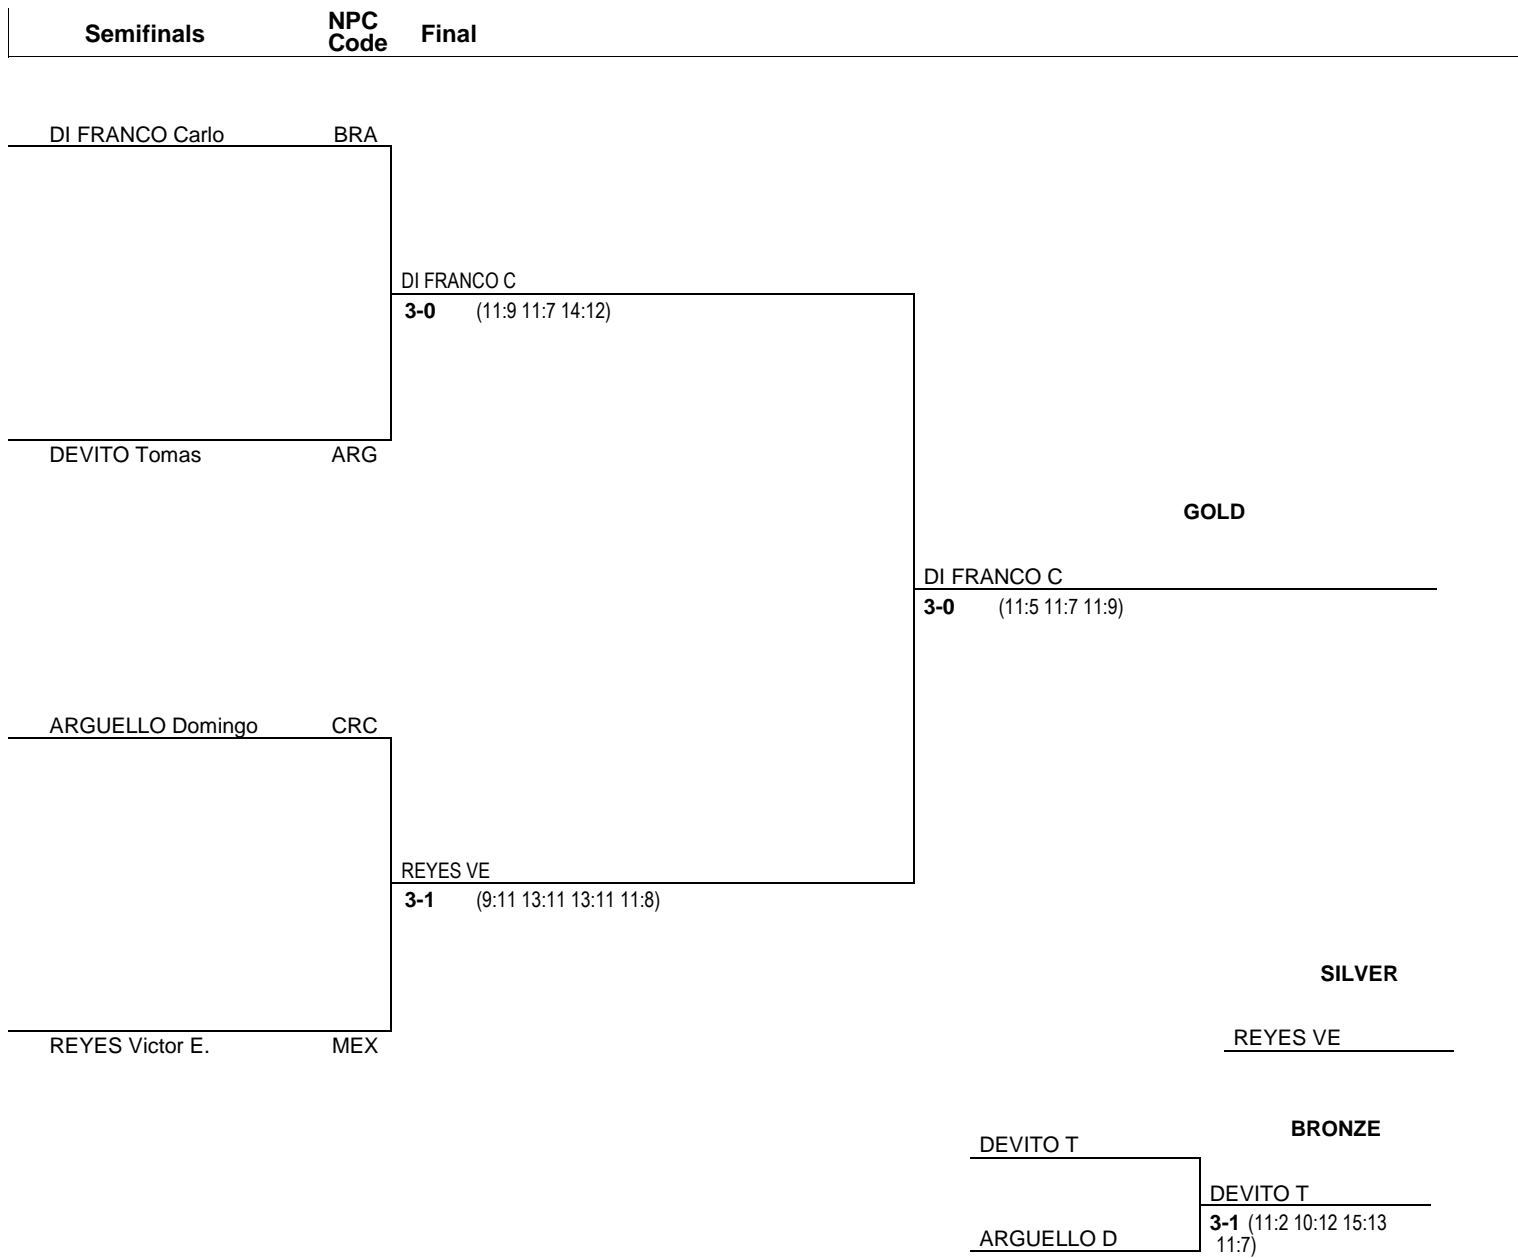 Semifinals NPC Code Final
DI FRANCO Carlo BRA
DI FRANCO C
3-0 (11:9 11:7 14:12)
DEVITO Tomas ARG
GOLD
DI FRANCO C
3-0 (11:5 11:7 11:9)
ARGUELLO Domingo CRC
REYES VE
3-1 (9:11 13:11 13:11 11:8)
SILVER
REYES Victor E. MEX
REYES VE
BRONZE
DEVITO T
DEVITO T
3-1 (11:2 10:12 15:13
11:7)
ARGUELLO D